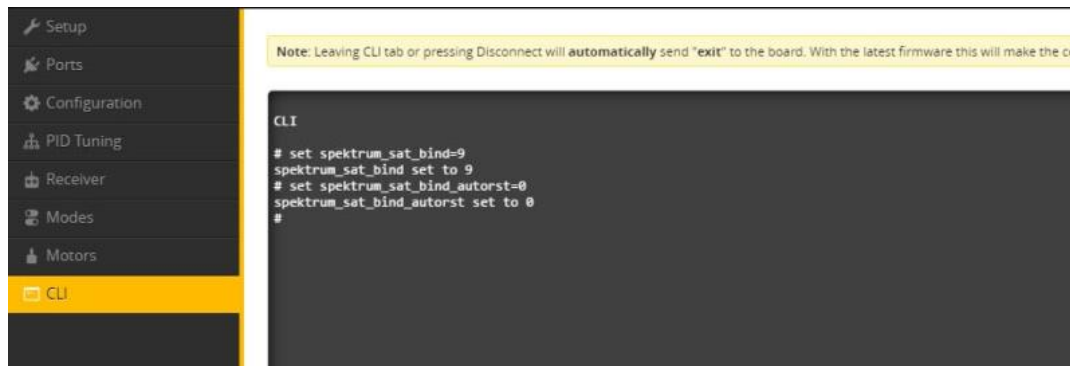 Setup
Ports
Configuration
PID Tuning
Receiver
Modes
Motors
CLI
Note: Leaving CLI tab or pressing Disconnect will automatically send "exit" to the board. With the latest firmware this will make the
CLI
# set spektrum_sat_bind=9
spektrum_sat_bind set to 9
# set spektrum_sat_bind_autorst=0
spektrum_sat_bind_autorst set to 0
#